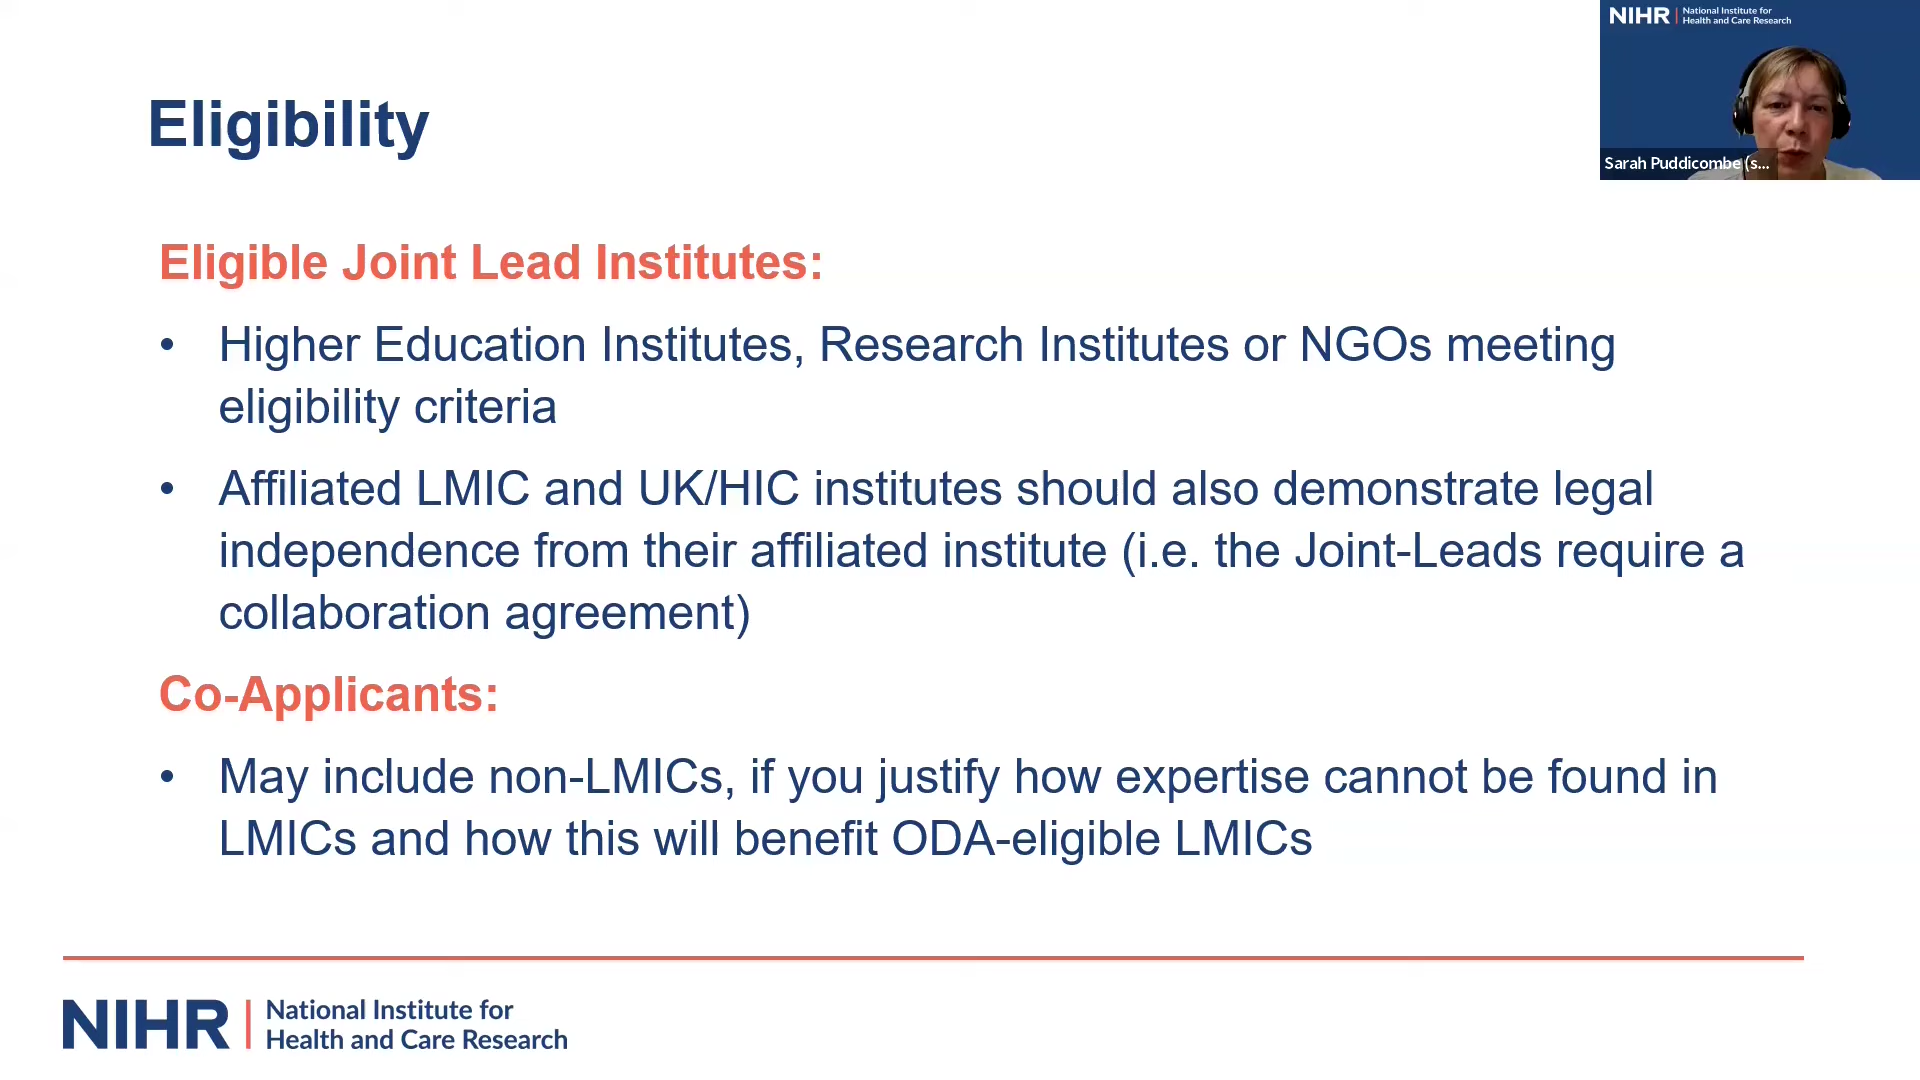 NIHR | National Institute for
Health and Care Research
Sarah Puddicombe (s...
Eligibility
Eligible Joint Lead Institutes:
• Higher Education Institutes, Research Institutes or NGOs meeting
eligibility criteria
• Affiliated LMIC and UK/HIC institutes should also demonstrate legal
independence from their affiliated institute (i.e. the Joint-Leads require a
collaboration agreement)
Co-Applicants:
• May include non-LMICs, if you justify how expertise cannot be found in
LMICs and how this will benefit ODA-eligible LMICs
NIHR | National Institute for
Health and Care Research